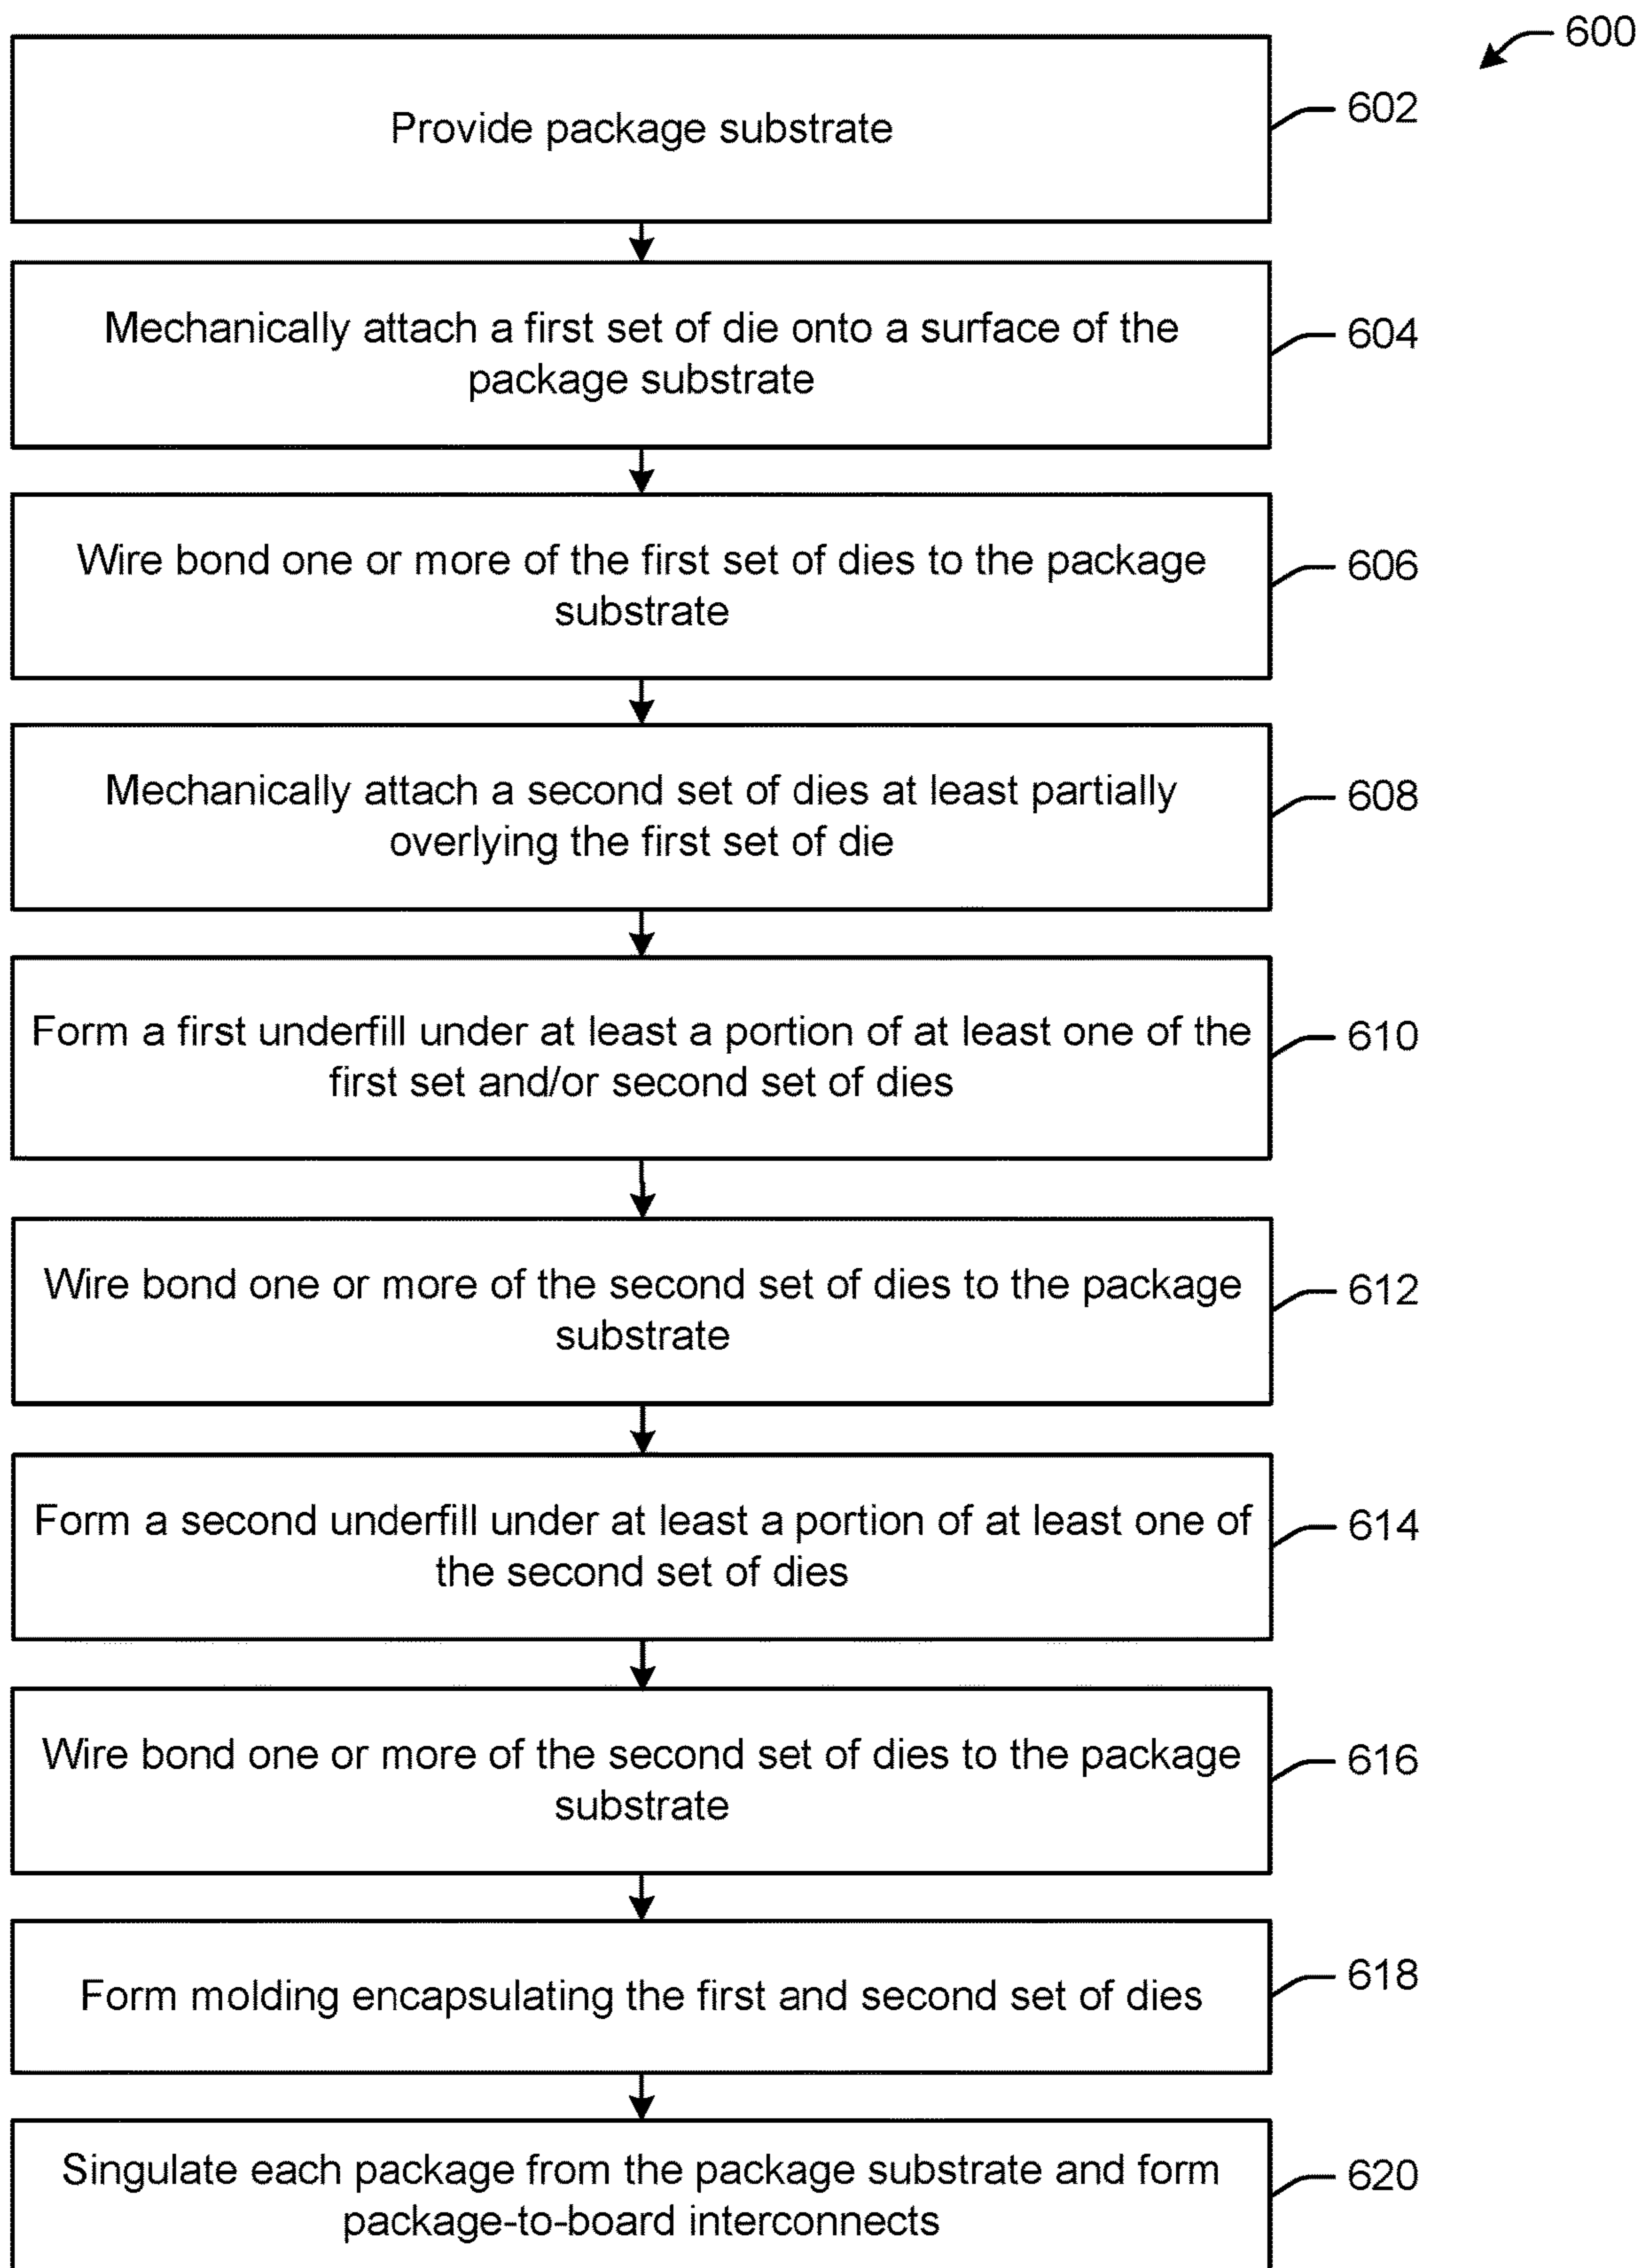 600
Provide package substrate
602
Mechanically attach a first set of die onto a surface of the
package substrate
604
Wire bond one or more of the first set of dies to the package
substrate
606
Mechanically attach a second set of dies at least partially
overlying the first set of die
608
Form a first underfill under at least a portion of at least one of the
first set and/or second set of dies
610
Wire bond one or more of the second set of dies to the package
substrate
612
Form a second underfill under at least a portion of at least one of
the second set of dies
614
Wire bond one or more of the second set of dies to the package
substrate
616
Form molding encapsulating the first and second set of dies
618
Singulate each package from the package substrate and form
package-to-board interconnects
620